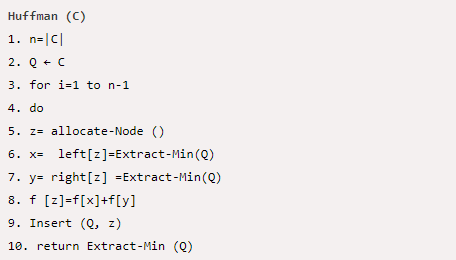 Huffman (C)
1. n=|C|
2. Q ← C
3. for i=1 to n-1
4. do
5. z= allocate-Node ()
6. x=  left[z]=Extract-Min(Q)
7. y= right[z] =Extract-Min(Q)
8. f [z]=f[x]+f[y]
9. Insert (Q, z)
10. return Extract-Min (Q)